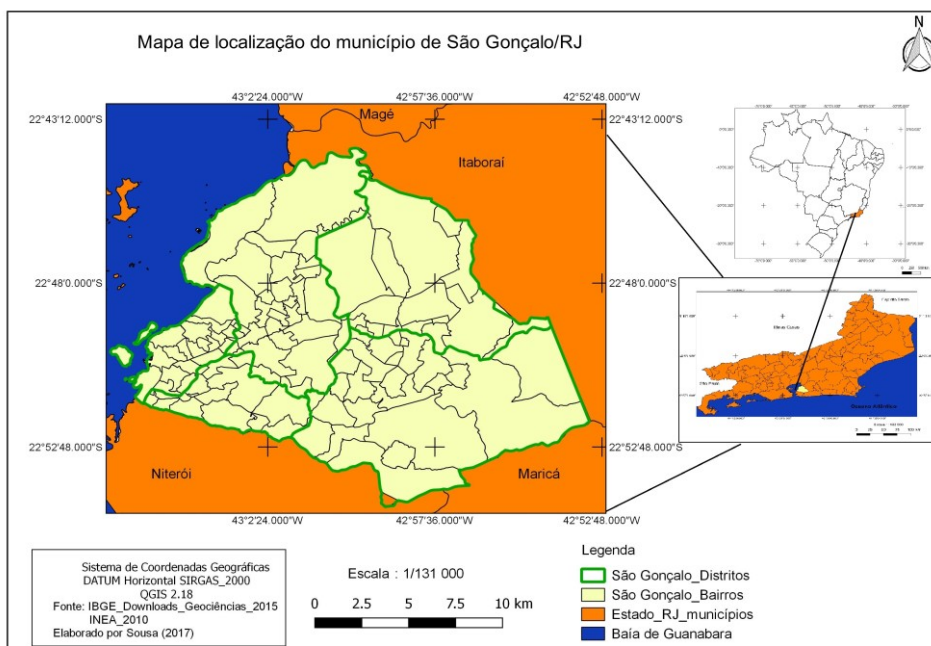 Mapa de localização do município de São Gonçalo/RJ
N
43°2'24.000"W
42°57'36.000"W
42°52'48.000"W
22°43'12.000"S
Magé
22°43'12.000"S
Itaboraí
22°48'0.000"S
22°48'0.000"S
Minas Gerais
São Paulo
22°52'48.000"S
Niterói
Maricá
22°52'48.000"S
43°2'24.000"W
42°57'36.000"W
42°52'48.000"W
Sistema de Coordenadas Geográficas
DATUM Horizontal SIRGAS_2000
QGIS 2.18
Fonte: IBGE_Downloads_Geociências_2015
INEA_2010
Elaborado por Sousa (2017)
Escala : 1/131 000
0 2.5 5 7.5 10 km
Legenda
São Gonçalo_Distritos
São Gonçalo_Bairros
Estado_RJ_municípios
Baía de Guanabara